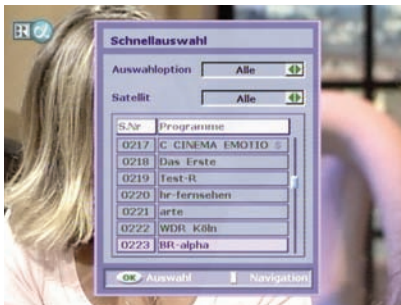 BR α
Schnellauswahl
Auswahloption Alle
Satellit Alle
S.Nr Programme
0217 C CINEMA EMOTIO S
0218 Das Erste
0219 Test-R
0220 hr-fernsehen
0221 arte
0222 WDR Köln
0223 BR-alpha
OK Auswahl Navigation